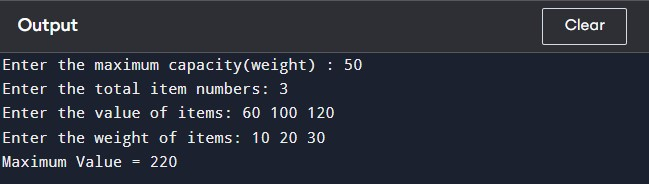 Output
Clear
Enter the maximum capacity(weight) : 50
Enter the total item numbers: 3
Enter the value of items: 60 100 120
Enter the weight of items: 10 20 30
Maximum Value = 220